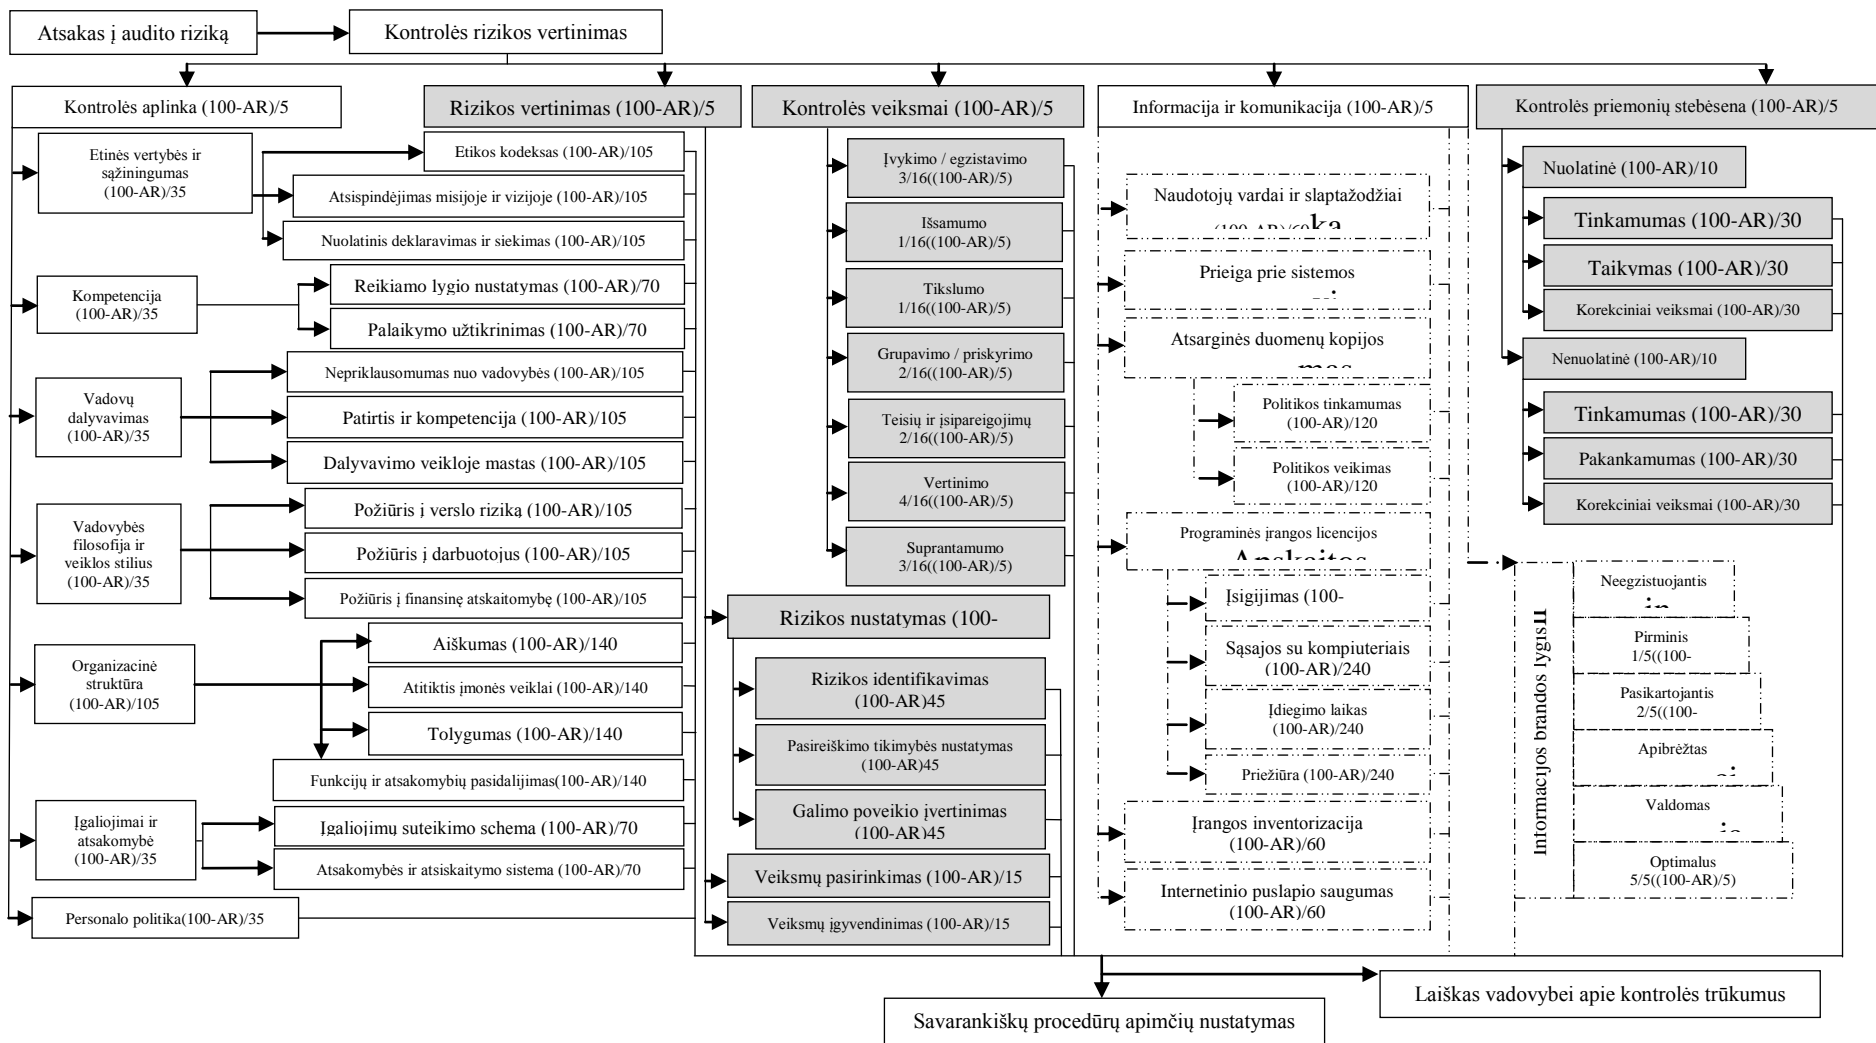 Atsakas į audito riziką
Kontrolės rizikos vertinimas
Kontrolės aplinka (100-AR)/5
Rizikos vertinimas (100-AR)/5
Kontrolės veiksmai (100-AR)/5
Informacija ir komunikacija (100-AR)/5
Kontrolės priemonių stebėsena (100-AR)/5
Etinės vertybės ir
sąžiningumas
(100-AR)/35
Etikos kodeksas (100-AR)/105
Atsispindėjimas misijoje ir vizijoje (100-AR)/105
Nuolatinis deklaravimas ir siekimas (100-AR)/105
Kompetencija
(100-AR)/35
Reikiamo lygio nustatymas (100-AR)/70
Palaikymo užtikrinimas (100-AR)/70
Vadovų
dalyvavimas
(100-AR)/35
Nepriklausomumas nuo vadovybės (100-AR)/105
Patirtis ir kompetencija (100-AR)/105
Dalyvavimo veikloje mastas (100-AR)/105
Vadovybės
filosofija ir
veiklos stilius
(100-AR)/35
Požiūris į verslo riziką (100-AR)/105
Požiūris į darbuotojus (100-AR)/105
Požiūris į finansinę atskaitomybę (100-AR)/105
Organizacinė
struktūra
(100-AR)/105
Aiškumas (100-AR)/140
Atitiktis įmonės veiklai (100-AR)/140
Tolygumas (100-AR)/140
Funkcijų ir atsakomybių pasidalijimas(100-AR)/140
Įgaliojimai ir
atsakomybė
(100-AR)/35
Įgaliojimų suteikimo schema (100-AR)/70
Atsakomybės ir atsiskaitymo sistema (100-AR)/70
Personalo politika(100-AR)/35
Įvykimo / egzistavimo
3/16((100-AR)/5)
Išsamumo
1/16((100-AR)/5)
Tikslumo
1/16((100-AR)/5)
Grupavimo / priskyrimo
2/16((100-AR)/5)
Teisių ir įsipareigojimų
2/16((100-AR)/5)
Vertinimo
4/16((100-AR)/5)
Suprantamumo
3/16((100-AR)/5)
Rizikos nustatymas (100-
Rizikos identifikavimas
(100-AR)45
Pasireiškimo tikimybės nustatymas
(100-AR)45
Galimo poveikio įvertinimas
(100-AR)45
Veiksmų pasirinkimas (100-AR)/15
Veiksmų įgyvendinimas (100-AR)/15
Naudotojų vardai ir slaptažodžiai
(100-AR)/60
Prieiga prie sistemos
Atsarginės duomenų kopijos
Politikos tinkamumas
(100-AR)/120
Politikos veikimas
(100-AR)/120
Programinės įrangos licencijos
Apskaitos
Įsigijimas (100-
Sąsajos su kompiuteriais
(100-AR)/240
Įdiegimo laikas
(100-AR)/240
Priežiūra (100-AR)/240
Įrangos inventorizacija
(100-AR)/60
Internetinio puslapio saugumas
(100-AR)/60
Nuolatinė (100-AR)/10
Tinkamumas (100-AR)/30
Taikymas (100-AR)/30
Korekciniai veiksmai (100-AR)/30
Nenuolatinė (100-AR)/10
Tinkamumas (100-AR)/30
Pakankamumas (100-AR)/30
Korekciniai veiksmai (100-AR)/30
Informacijos brandos lygis
Neegzistuojantis
Pirminis
1/5((100-
Pasikartojantis
2/5((100-
Apibrėžtas
Valdomas
Optimalus
5/5((100-AR)/5)
Laiškas vadovybei apie kontrolės trūkumus
Savarankiškų procedūrų apimčių nustatymas